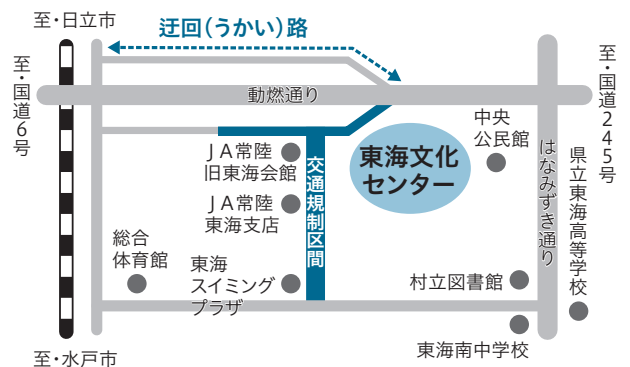 至・日立市
迂回（うかい）路
至・国道6号
動燃通り
至・国道245号
中央
公民館
東海文化
センター
ＪＡ常陸
旧東海会館
ＪＡ常陸
東海支店
交通規制区間
はなみずき通り
県立東海高等学校
総合
体育館
東海
スイミング
プラザ
村立図書館
東海南中学校
至・水戸市